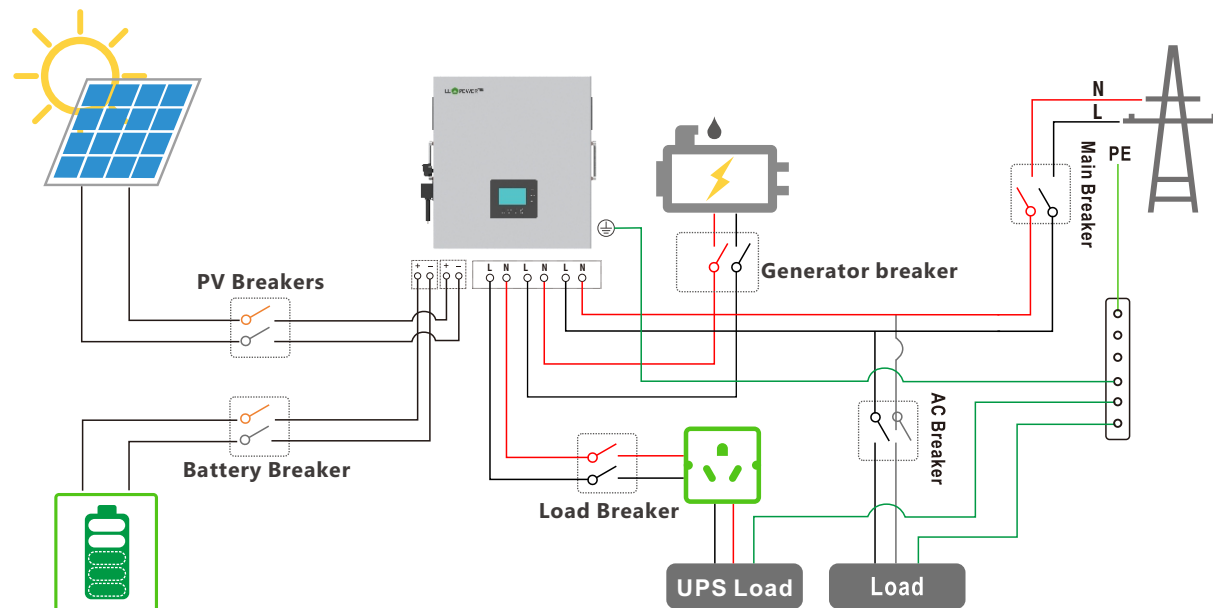 N
L
PE
Main Breaker
Generator breaker
+ − + −
L N L N L N
PV Breakers
Battery Breaker
Load Breaker
AC Breaker
UPS Load
Load